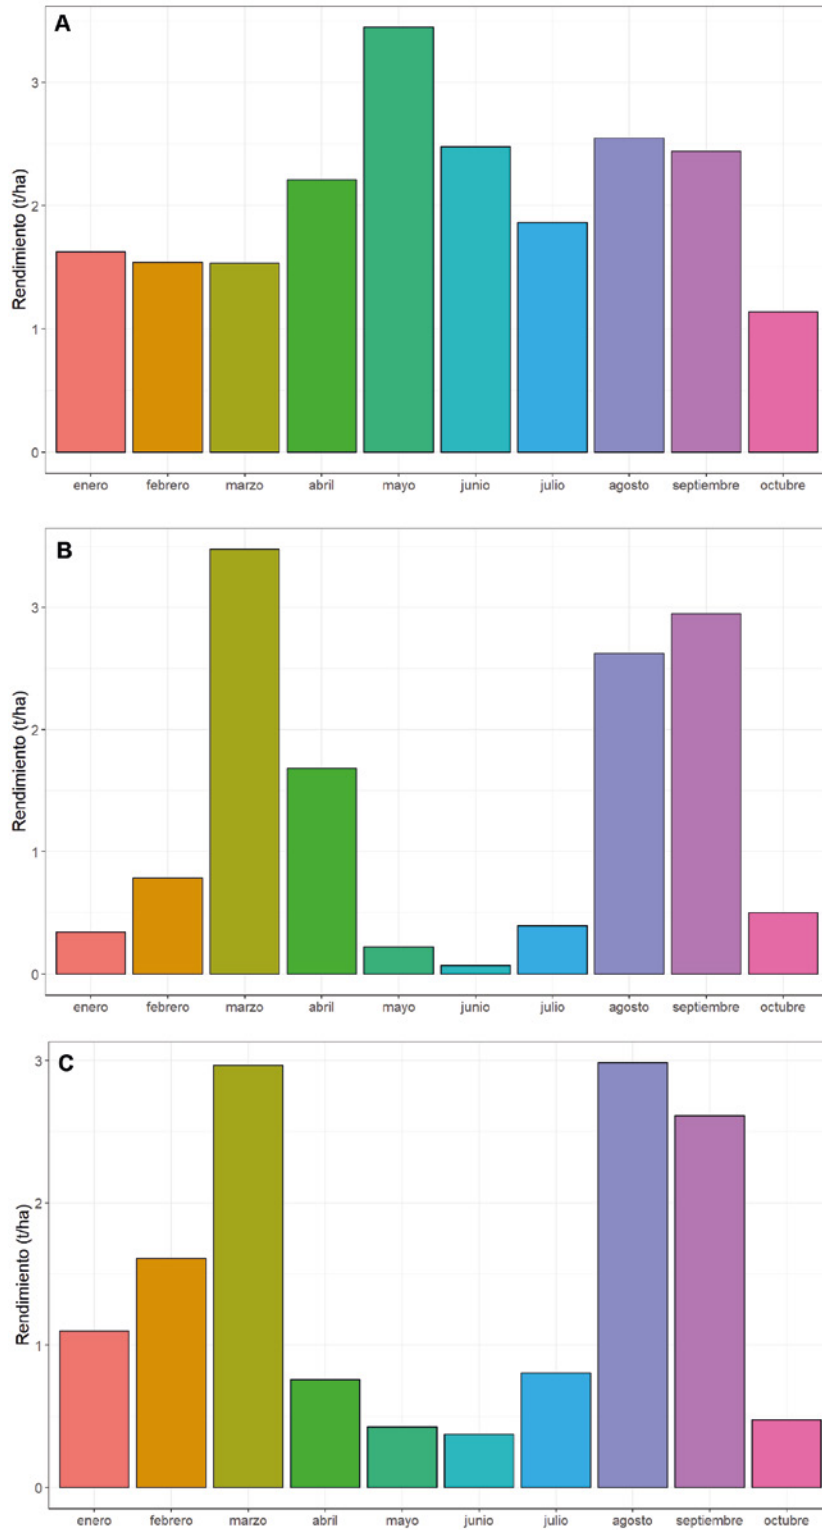 A
Rendimiento (t/ha)
3
2
1
0
enero febrero marzo abril mayo junio julio agosto septiembre octubre
B
Rendimiento (t/ha)
3
2
1
0
enero febrero marzo abril mayo junio julio agosto septiembre octubre
C
Rendimiento (t/ha)
3
2
1
0
enero febrero marzo abril mayo junio julio agosto septiembre octubre